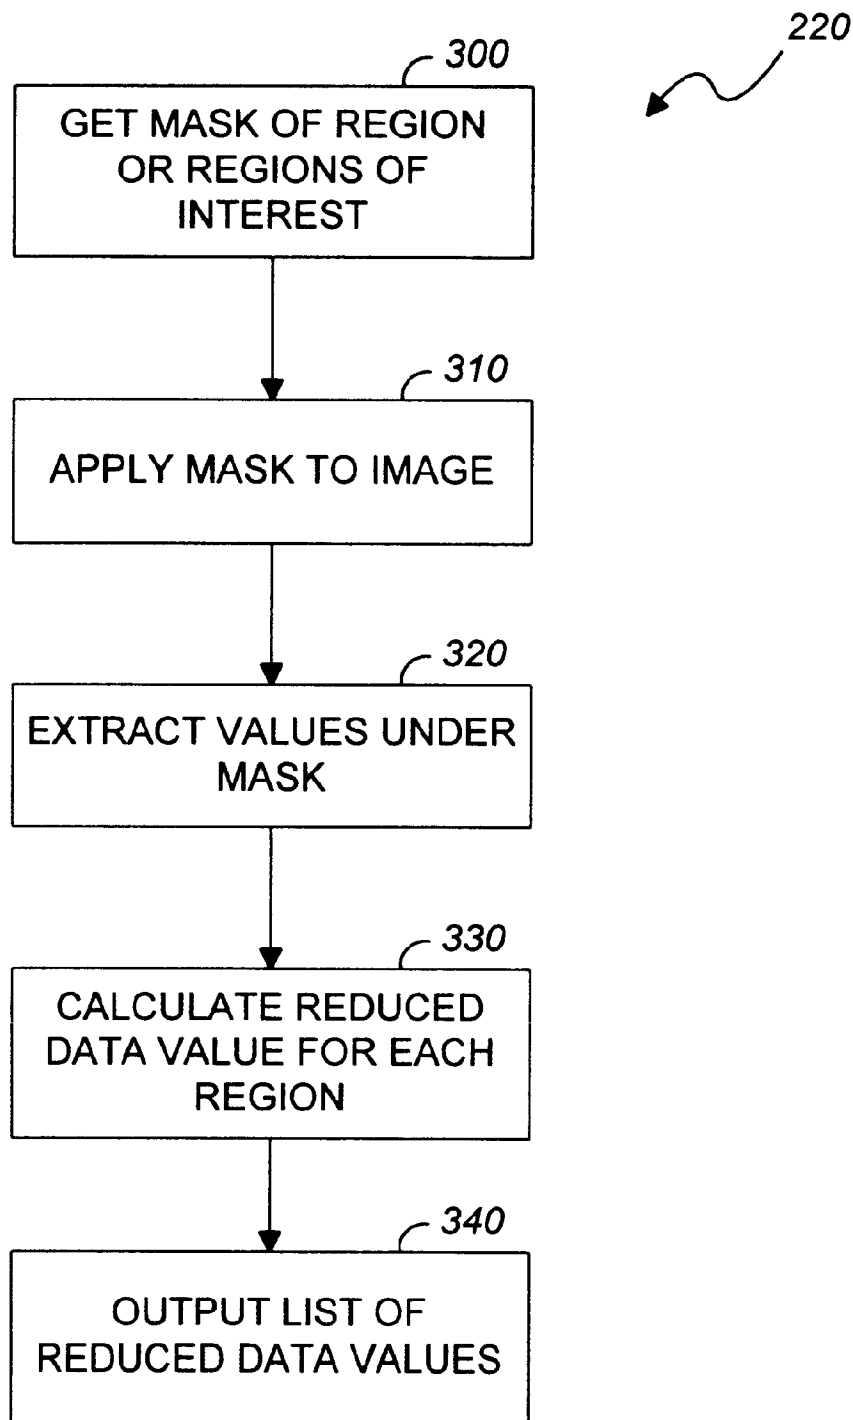 220
300
GET MASK OF REGION
OR REGIONS OF
INTEREST
310
APPLY MASK TO IMAGE
320
EXTRACT VALUES UNDER
MASK
330
CALCULATE REDUCED
DATA VALUE FOR EACH
REGION
340
OUTPUT LIST OF
REDUCED DATA VALUES